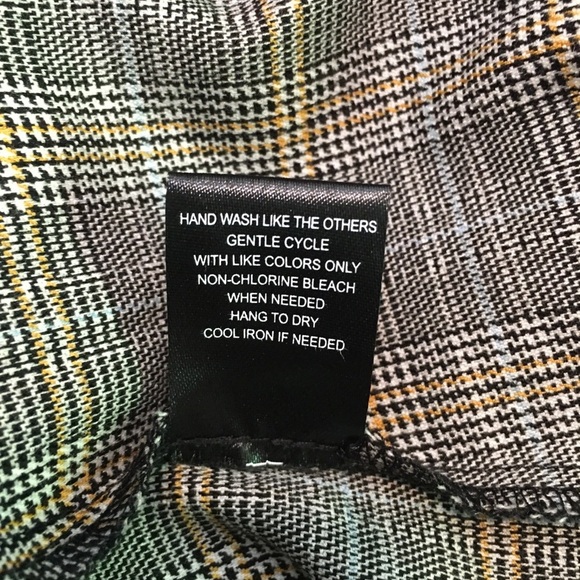 HAND WASH LIKE THE OTHERS
GENTLE CYCLE
WITH LIKE COLORS ONLY
NON-CHLORINE BLEACH
WHEN NEEDED
HANG TO DRY
COOL IRON IF NEEDED